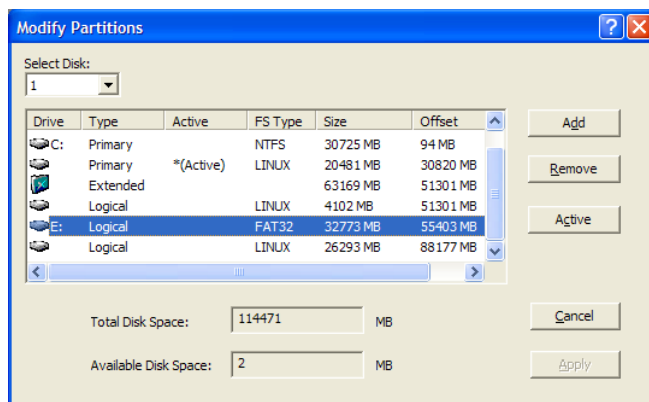 Modify Partitions
Select Disk:
1
Drive Type Active FS Type Size Offset
C: Primary NTFS 30725 MB 94 MB
Primary *(Active) LINUX 20481 MB 30820 MB
Extended 63169 MB 51301 MB
Logical LINUX 4102 MB 51301 MB
E: Logical FAT32 32773 MB 55403 MB
Logical LINUX 26293 MB 88177 MB
Add
Remove
Active
Total Disk Space: 114471 MB
Available Disk Space: 2 MB
Cancel
Apply